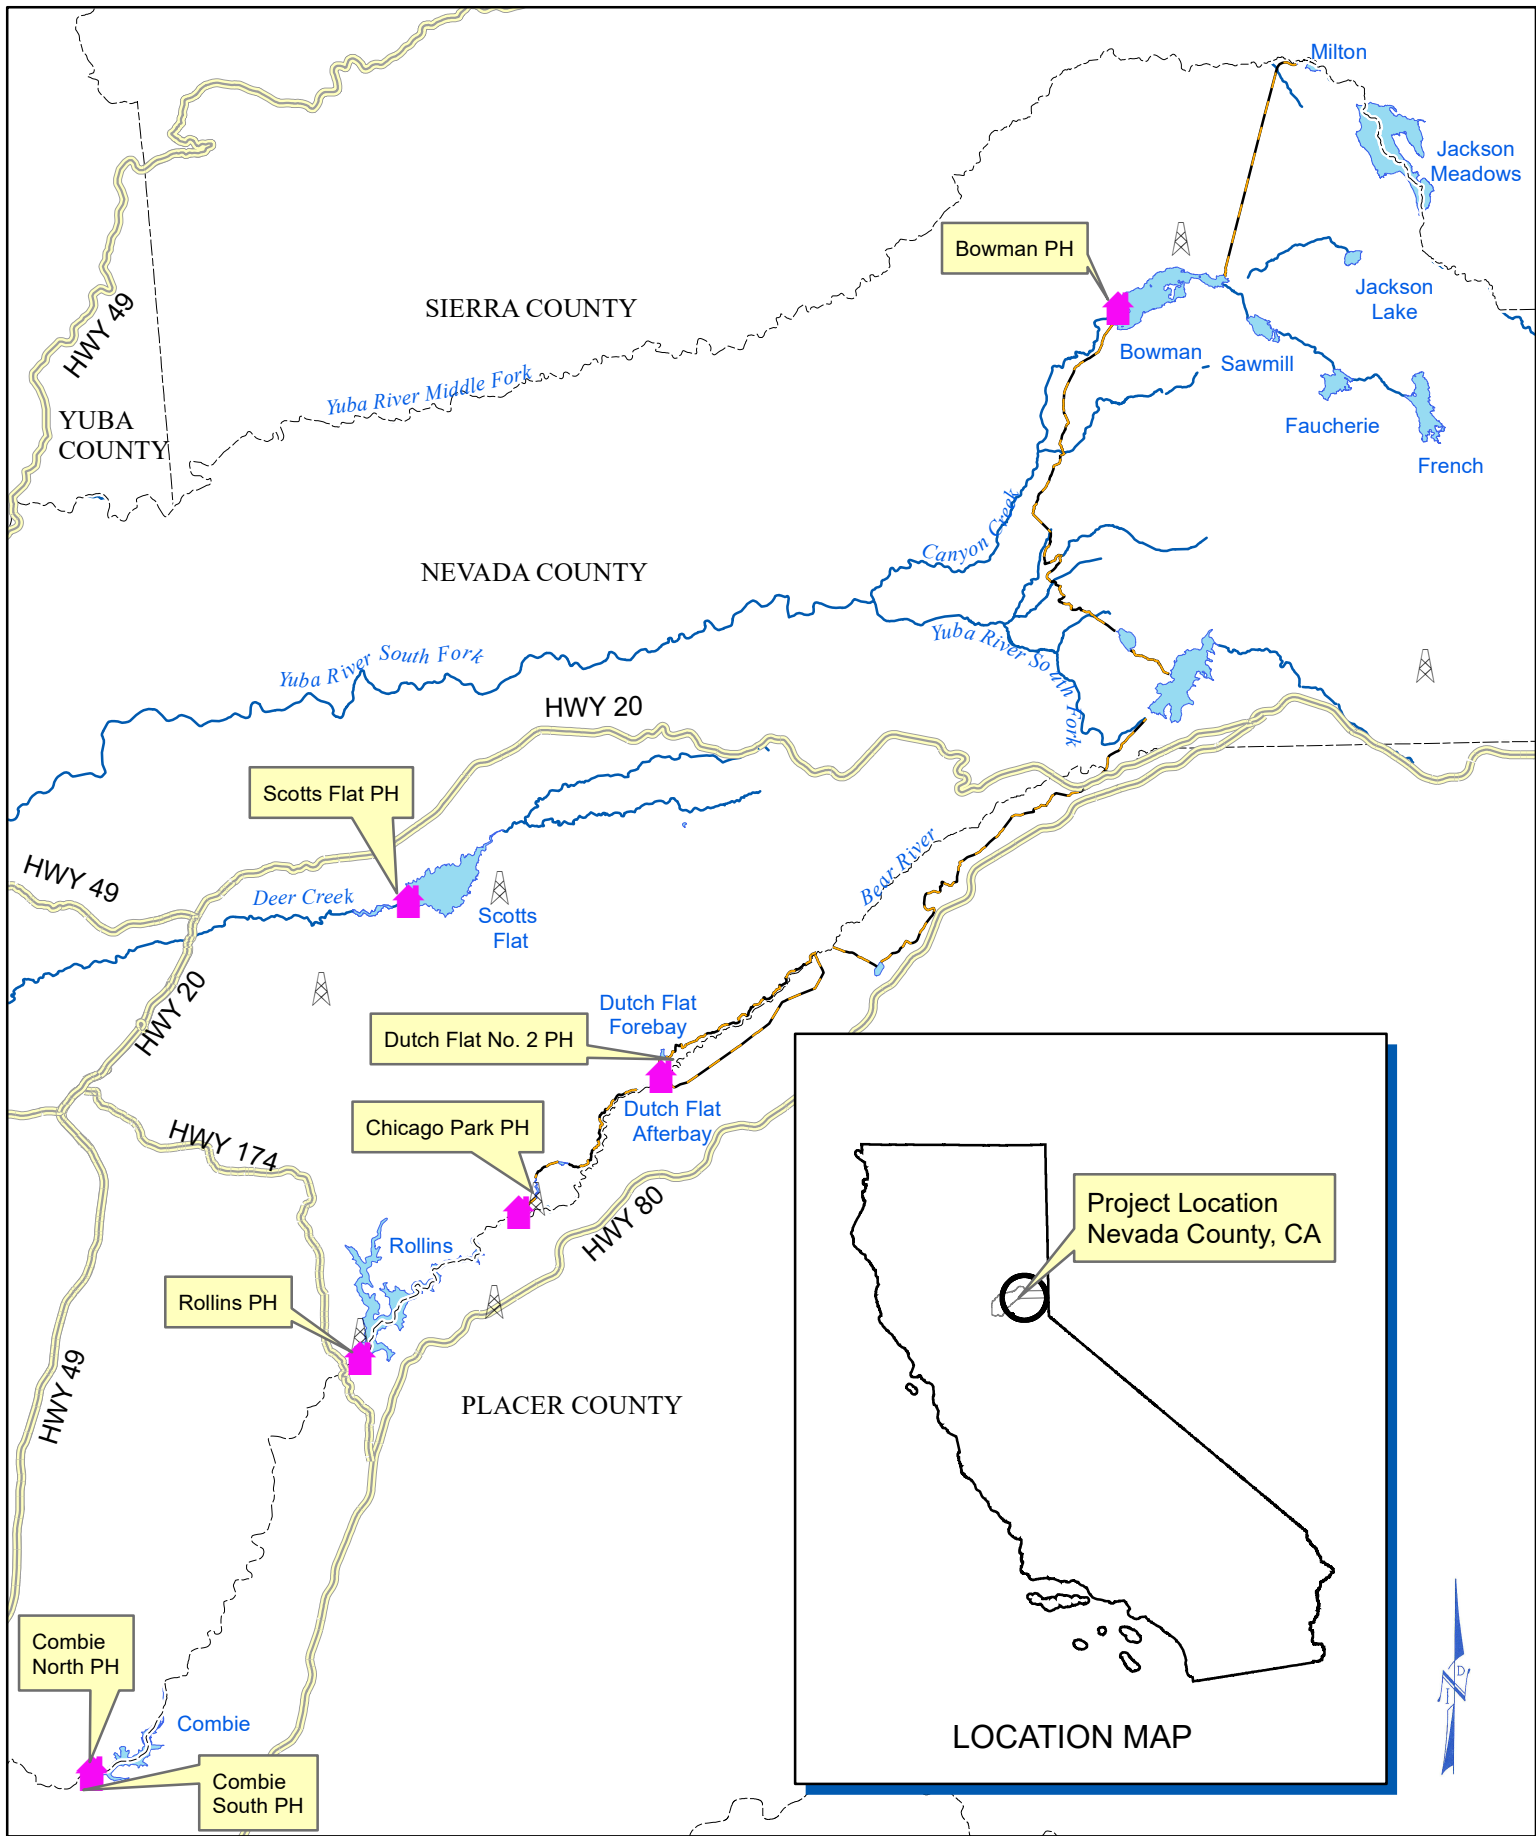 Milton
Jackson
Meadows
Bowman PH
Jackson
Lake
SIERRA COUNTY
HWY 49
Bowman
Sawmill
Yuba River Middle Fork
YUBA
COUNTY
Faucherie
French
Canyon Creek
NEVADA COUNTY
Yuba River South Fork
Yuba River South Fork
HWY 20
Scotts Flat PH
Bear River
HWY 49
Deer Creek
Scotts
Flat
HWY 20
Dutch Flat
Forebay
Dutch Flat No. 2 PH
Dutch Flat
Afterbay
Chicago Park PH
HWY 174
HWY 80
Project Location
Nevada County, CA
Rollins
Rollins PH
HWY 49
PLACER COUNTY
Combie
North PH
Combie
Combie
South PH
LOCATION MAP
N
I
D